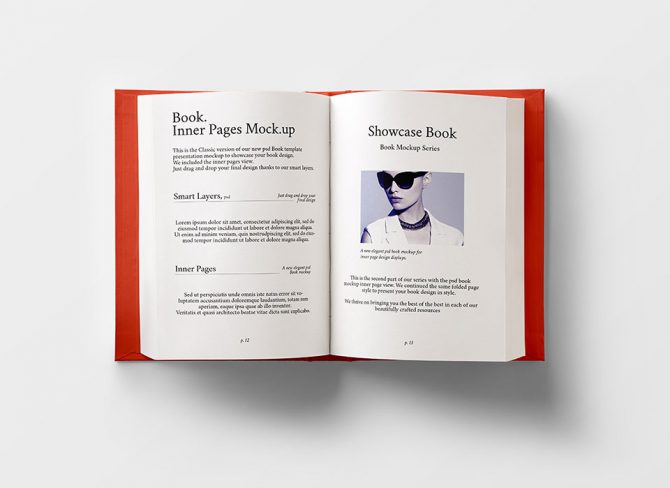 Book.
Inner Pages Mock.up
This is the Classic version of our new psd Book template
presentation mockup to showcase your book design.
We included the inner pages view.
Just drag and drop your final design thanks to our smart layers.
Smart Layers, psd
Just drag and drop your
final design
Lorem ipsum dolor sit amet, consectetur adipiscing elit, sed do
eiusmod tempor incididunt ut labore et dolore magna aliqua.
Ut enim ad minim veniam, quis nostrudipiscing elit, sed do eius-
mod tempor incididunt ut labore et dolore magna aliqua.
Inner Pages
A new elegant psd
Book mockup
Sed ut perspiciatis unde omnis iste natus error sit vo-
luptatem accusantium doloremque laudantium, totam rem
aperiam, eaque ipsa quae ab illo inventor.
Veritatis et quasi architecto beatae vitae dicta sunt explicabo.
p. 12
Showcase Book
Book Mockup Series
A new elegant psd book mockup for
inner page design displays.
This is the second part of our series with the psd book
mockup inner page view. We continued the same folded page
style to present your book design in style.
We thrive on bringing you the best of the best in each of our
beautifully crafted resources
p. 13